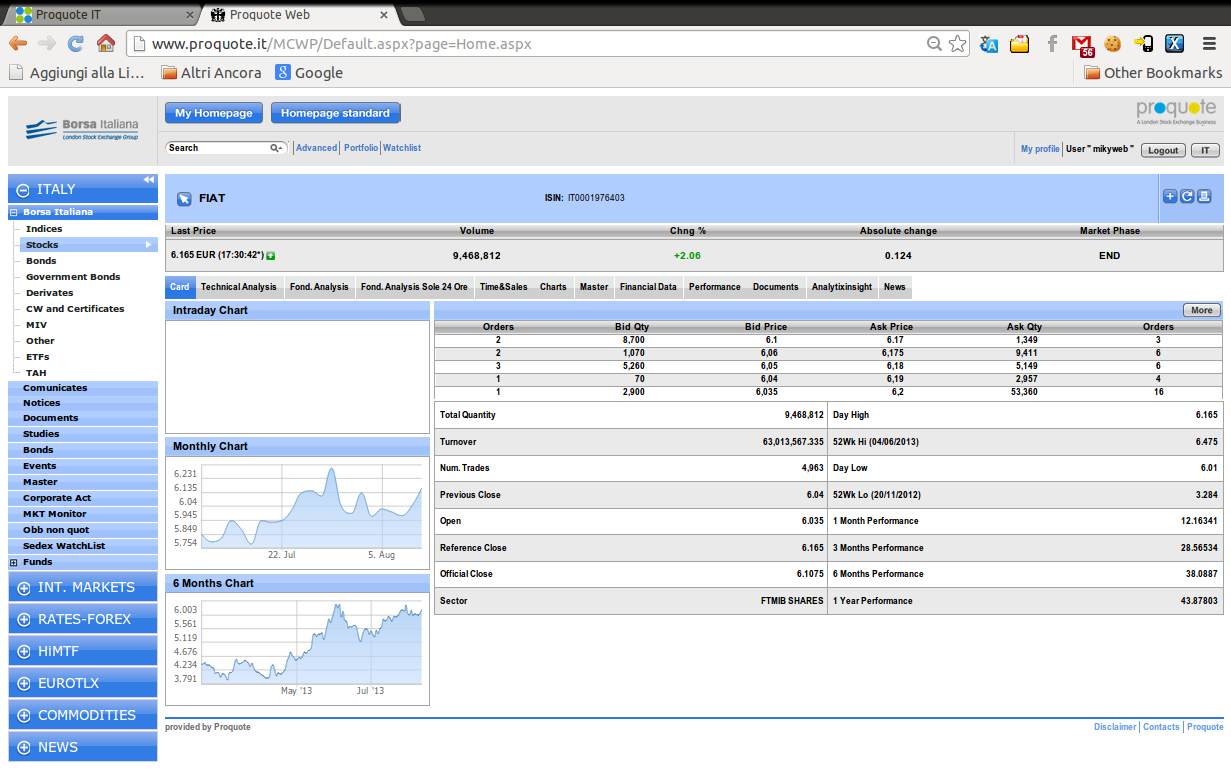 Proquote IT
Proquote Web
www.proquote.it/MCWP/Default.aspx?page=Home.aspx
56
Aggiungi alla Li... Altri Ancora Google Other Bookmarks
Borsa Italiana
London Stock Exchange Group
My Homepage Homepage standard
proquote
A London Stock Exchange Business
Search Advanced Portfolio Watchlist
My profile User " mikyweb " Logout IT
ITALY
Borsa Italiana
Indices
Stocks
Bonds
Government Bonds
Derivates
CW and Certificates
MIV
Other
ETFs
TAH
Comunicates
Notices
Documents
Studies
Bonds
Events
Master
Corporate Act
MKT Monitor
Obb non quot
Sedex WatchList
Funds
INT. MARKETS
RATES-FOREX
HiMTF
EUROTLX
COMMODITIES
NEWS
FIAT ISIN: IT0001976403
Last Price Volume Chng % Absolute change Market Phase
6.165 EUR (17:30:42*) 9,468,812 +2.06 0.124 END
Card Technical Analysis Fond. Analysis Fond. Analysis Sole 24 Ore Time&Sales Charts Master Financial Data Performance Documents Analytixinsight News
Intraday Chart
Monthly Chart
6.231
6.135
6.04
5.945
5.849
5.754
22. Jul 5. Aug
6 Months Chart
6.003
5.561
5.119
4.676
4.234
3.791
May '13 Jul '13
More
Orders Bid Qty Bid Price Ask Price Ask Qty Orders
2 8,700 6.1 6.17 1,349 3
2 1,070 6,06 6,175 9,411 6
3 5,260 6,05 6,18 5,149 6
1 70 6,04 6,19 2,957 4
1 2,900 6,035 6,2 53,360 16
Total Quantity 9,468,812 Day High 6.165
Turnover 63,013,567.335 52Wk Hi (04/06/2013) 6.475
Num. Trades 4,963 Day Low 6.01
Previous Close 6.04 52Wk Lo (20/11/2012) 3.284
Open 6.035 1 Month Performance 12.16341
Reference Close 6.165 3 Months Performance 28.56534
Official Close 6.1075 6 Months Performance 38.0887
Sector FTMIB SHARES 1 Year Performance 43.87803
provided by Proquote Disclaimer Contacts Proquote